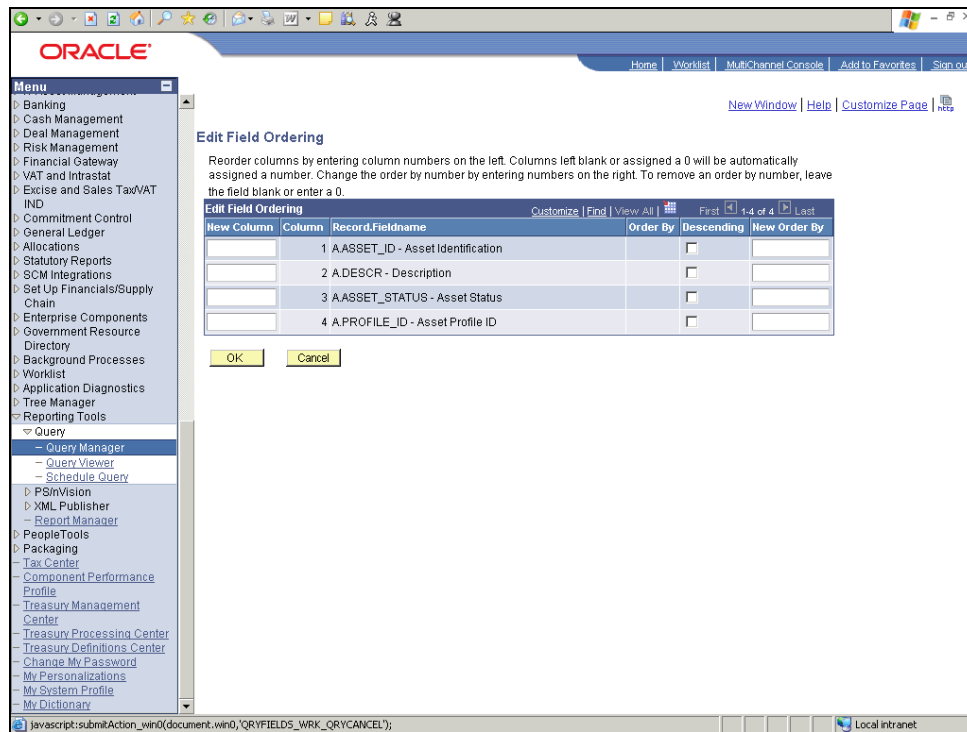 ORACLE
Home | Worklist | MultiChannel Console | Add to Favorites | Sign ou
Menu
Banking
Cash Management
Deal Management
Risk Management
Financial Gateway
VAT and Intrastat
Excise and Sales Tax/VAT
IND
Commitment Control
General Ledger
Allocations
Statutory Reports
SCM Integrations
Set Up Financials/Supply
Chain
Enterprise Components
Government Resource
Directory
Background Processes
Worklist
Application Diagnostics
Tree Manager
Reporting Tools
Query
– Query Manager
– Query Viewer
– Schedule Query
PS/nVision
XML Publisher
– Report Manager
PeopleTools
Packaging
– Tax Center
– Component Performance
Profile
– Treasury Management
Center
– Treasury Processing Center
– Treasury Definitions Center
– Change My Password
– My Personalizations
– My System Profile
– My Dictionary
New Window | Help | Customize Page | http
Edit Field Ordering
Reorder columns by entering column numbers on the left. Columns left blank or assigned a 0 will be automatically
assigned a number. Change the order by number by entering numbers on the right. To remove an order by number, leave
the field blank or enter a 0.
Edit Field Ordering Customize | Find | View All | First 1-4 of 4 Last
New Column Column Record.Fieldname Order By Descending New Order By
1 A.ASSET_ID - Asset Identification
2 A.DESCR - Description
3 A.ASSET_STATUS - Asset Status
4 A.PROFILE_ID - Asset Profile ID
OK Cancel
javascript:submitAction_win0(document.win0,'QRYFIELDS_WRK_QRYCANCEL'); Local intranet